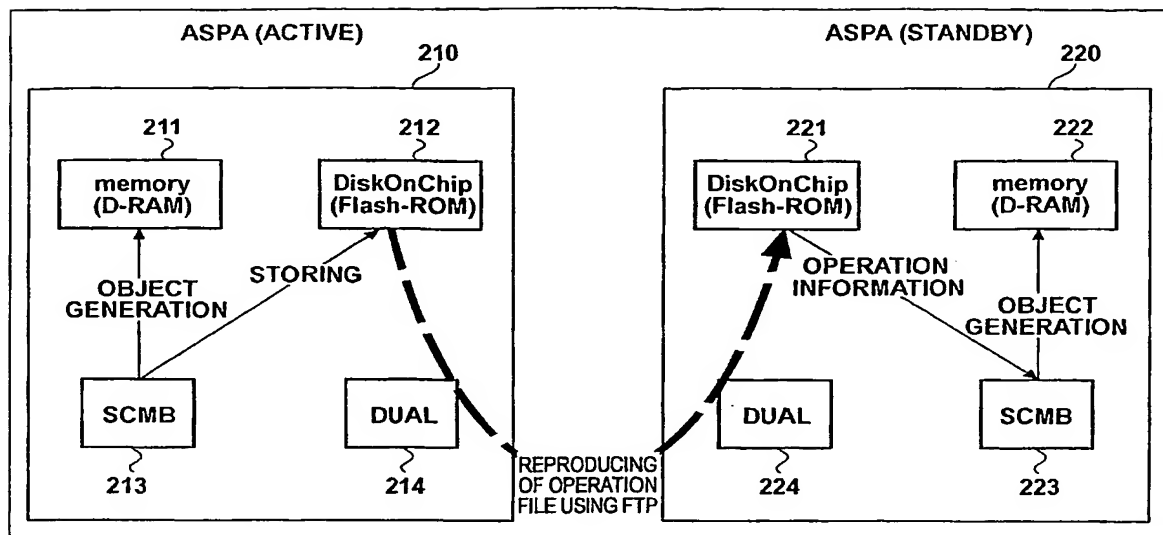 ASPA (ACTIVE)
210
211
memory
(D-RAM)
212
DiskOnChip
(Flash-ROM)
OBJECT
GENERATION
STORING
SCMB
213
DUAL
214
REPRODUCING
OF OPERATION
FILE USING FTP
ASPA (STANDBY)
220
221
DiskOnChip
(Flash-ROM)
222
memory
(D-RAM)
OPERATION
INFORMATION
OBJECT
GENERATION
DUAL
224
SCMB
223